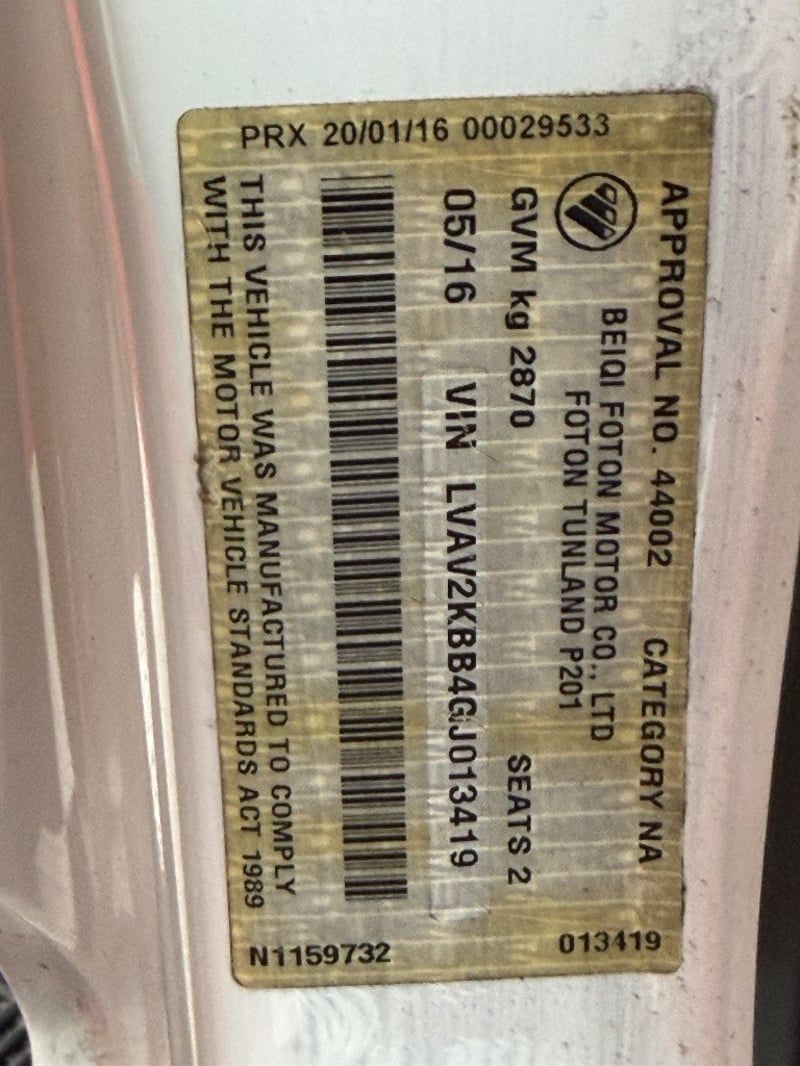 PRX 20/01/16 00029533
APPROVAL NO. 44002 CATEGORY NA
BEIQI FOTON MOTOR CO., LTD
FOTON TUNLAND P201
GVM kg 2870 SEATS 2
05/16 VIN LVAV2KBB4GJ013419
THIS VEHICLE WAS MANUFACTURED TO COMPLY
WITH THE MOTOR VEHICLE STANDARDS ACT 1989
013419
N1159732